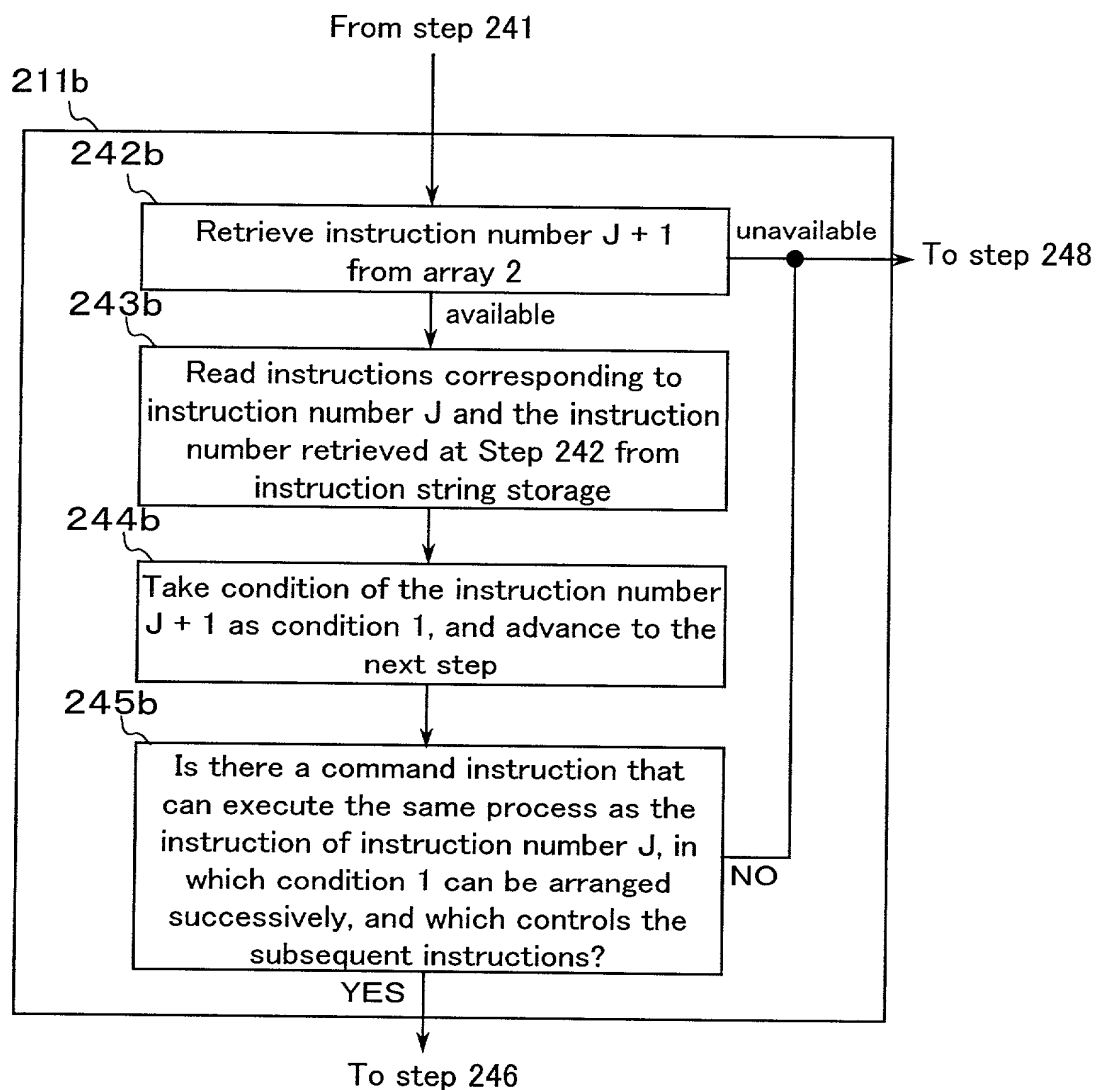 From step 241
211b
242b
Retrieve instruction number J + 1
from array 2
unavailable
To step 248
243b
available
Read instructions corresponding to
instruction number J and the instruction
number retrieved at Step 242 from
instruction string storage
244b
Take condition of the instruction number
J + 1 as condition 1, and advance to the
next step
245b
Is there a command instruction that
can execute the same process as the
instruction of instruction number J, in
which condition 1 can be arranged
successively, and which controls the
subsequent instructions?
NO
YES
To step 246